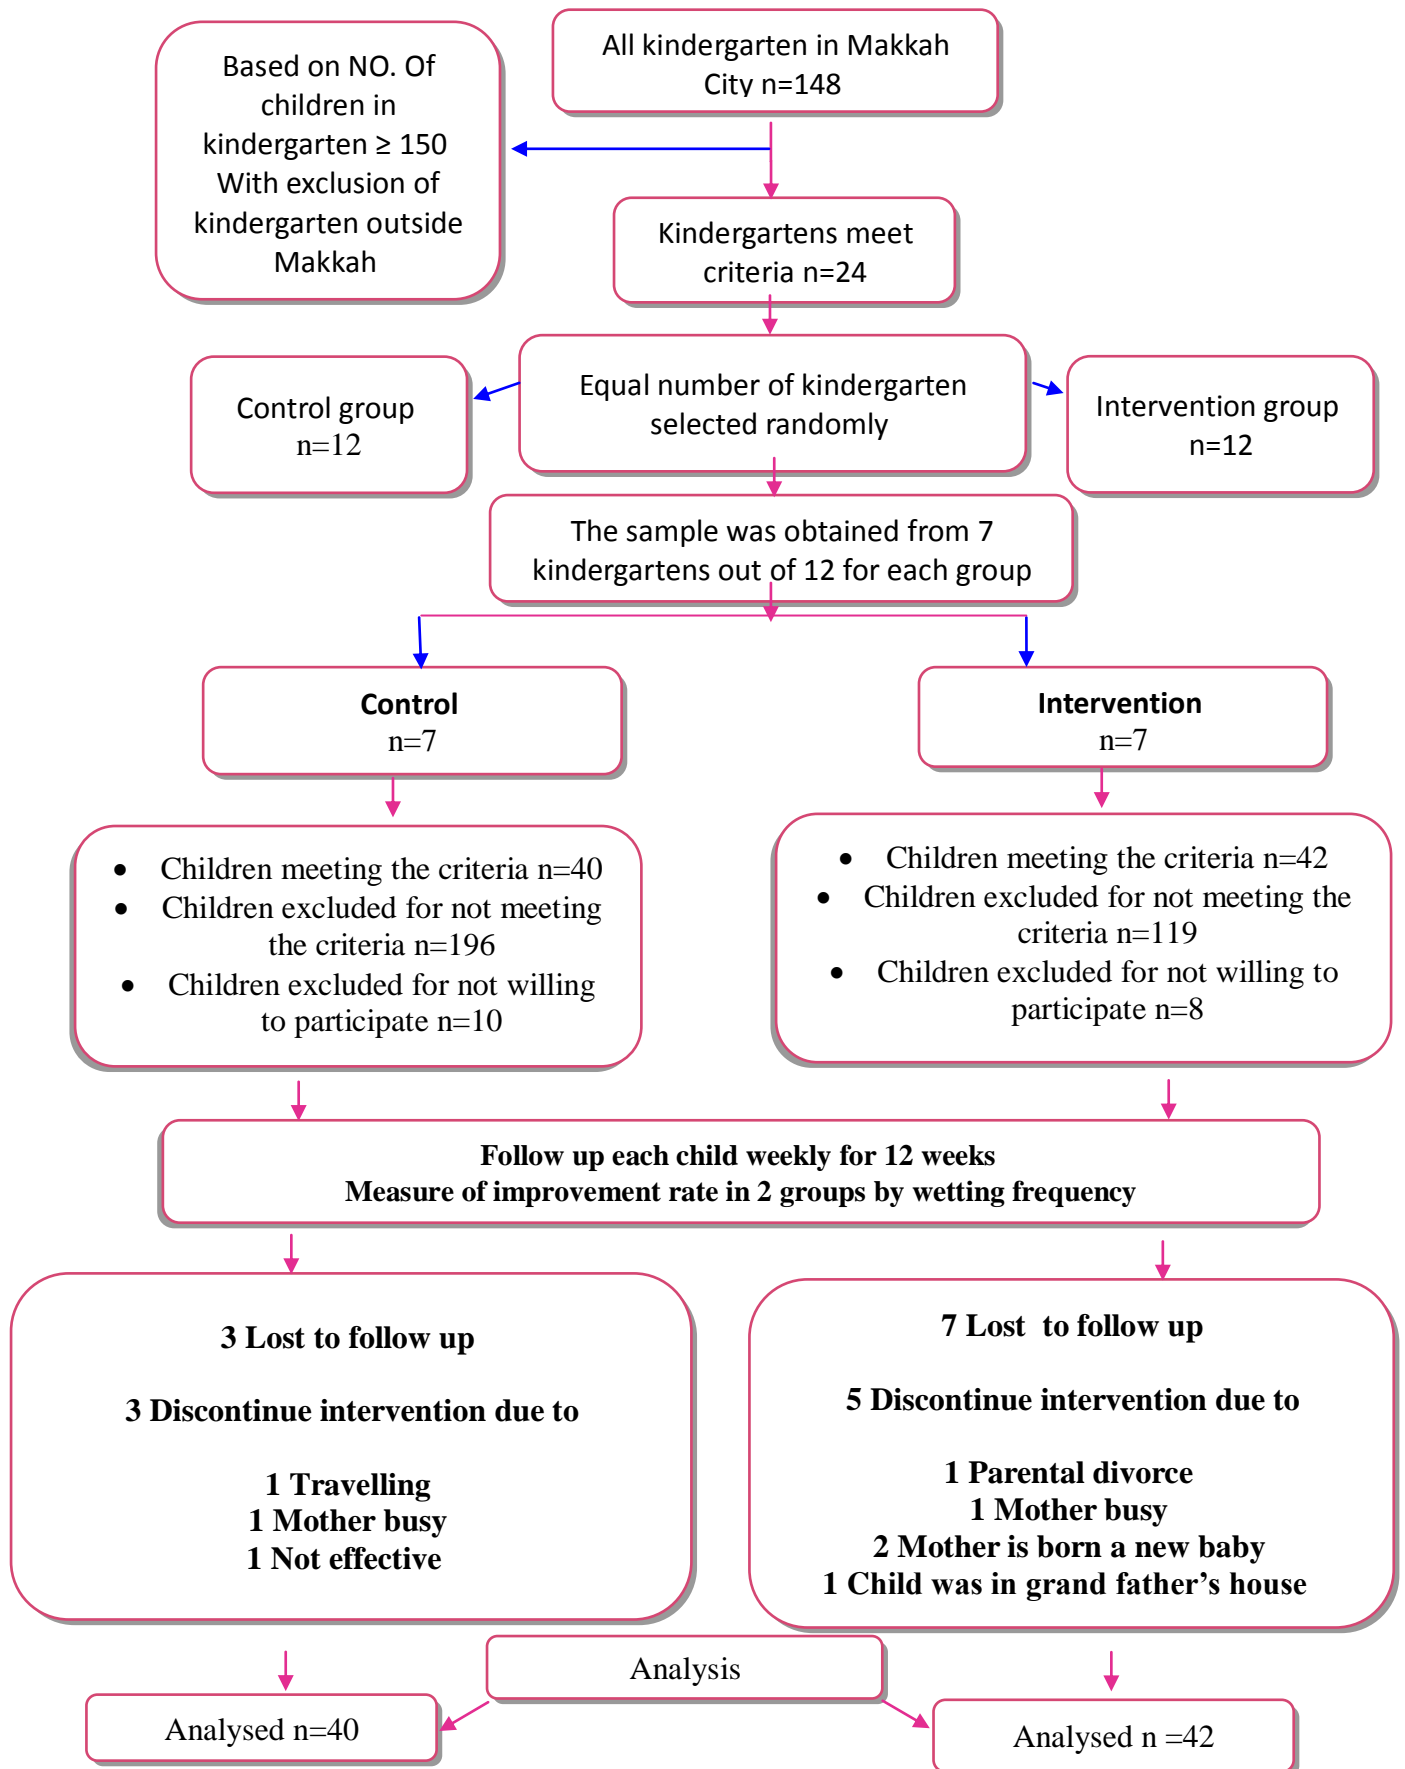 All kindergarten in Makkah
City n=148
Based on NO. Of
children in
kindergarten ≥ 150
With exclusion of
kindergarten outside
Makkah
Kindergartens meet
criteria n=24
Equal number of kindergarten
selected randomly
Control group
n=12
Intervention group
n=12
The sample was obtained from 7
kindergartens out of 12 for each group
Control
n=7
Intervention
n=7
• Children meeting the criteria n=40
• Children excluded for not meeting
the criteria n=196
• Children excluded for not willing
to participate n=10
• Children meeting the criteria n=42
• Children excluded for not meeting the
criteria n=119
• Children excluded for not willing to
participate n=8
Follow up each child weekly for 12 weeks
Measure of improvement rate in 2 groups by wetting frequency
3 Lost to follow up
3 Discontinue intervention due to
1 Travelling
1 Mother busy
1 Not effective
7 Lost to follow up
5 Discontinue intervention due to
1 Parental divorce
1 Mother busy
2 Mother is born a new baby
1 Child was in grand father's house
Analysis
Analysed n=40
Analysed n =42